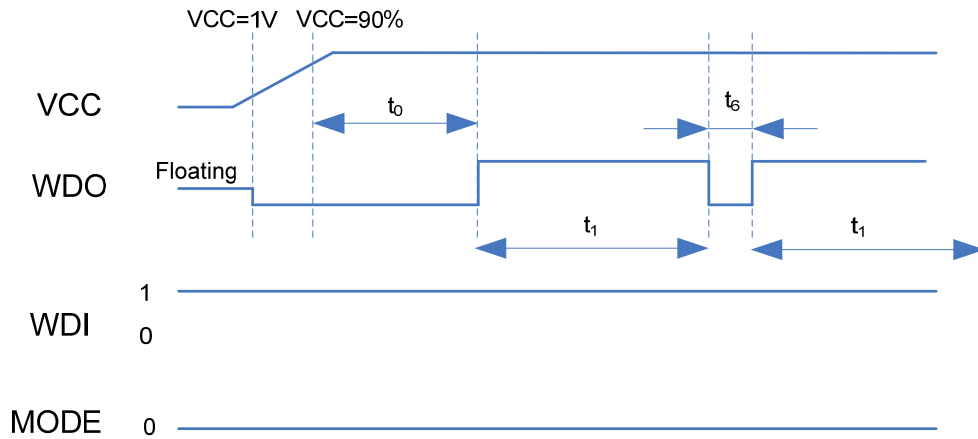 VCC=1V VCC=90%
VCC
t0
t6
Floating
WDO
t1
t1
1
WDI
0
MODE
0